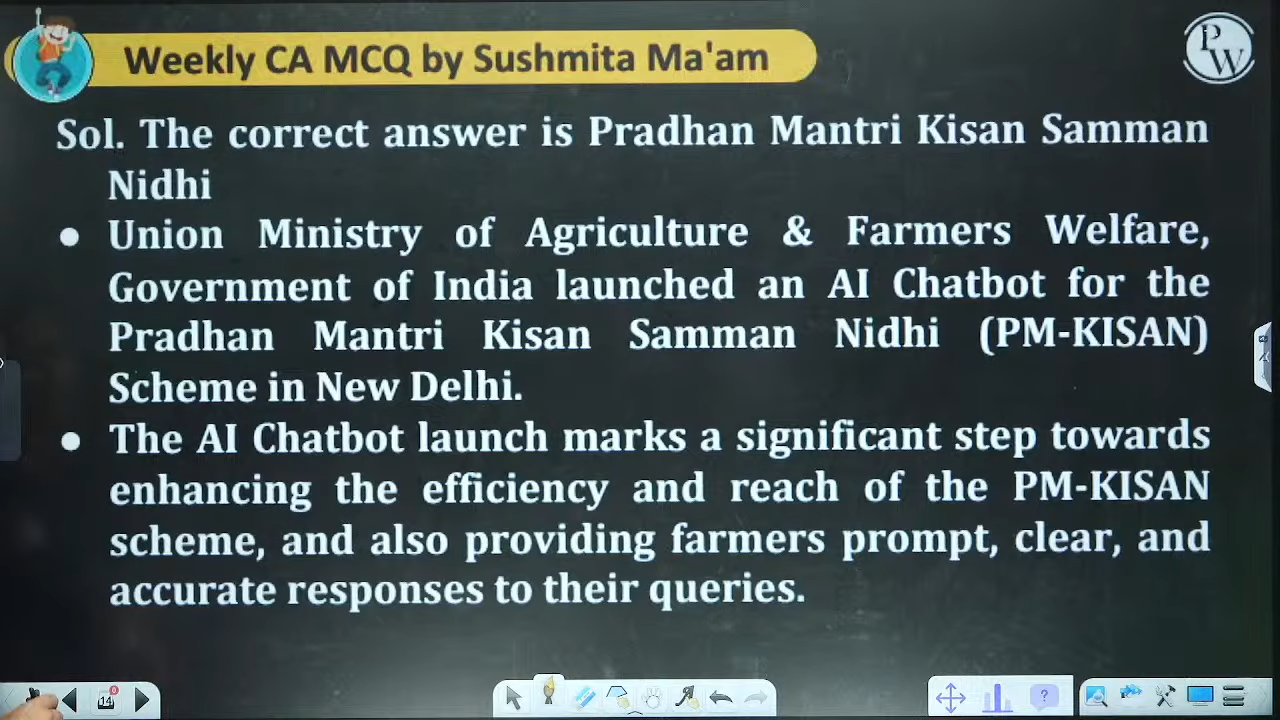 Weekly CA MCQ by Sushmita Ma'am
PW
Sol. The correct answer is Pradhan Mantri Kisan Samman
Nidhi
● Union Ministry of Agriculture & Farmers Welfare,
Government of India launched an AI Chatbot for the
Pradhan Mantri Kisan Samman Nidhi (PM-KISAN)
Scheme in New Delhi.
● The AI Chatbot launch marks a significant step towards
enhancing the efficiency and reach of the PM-KISAN
scheme, and also providing farmers prompt, clear, and
accurate responses to their queries.
14 0
?